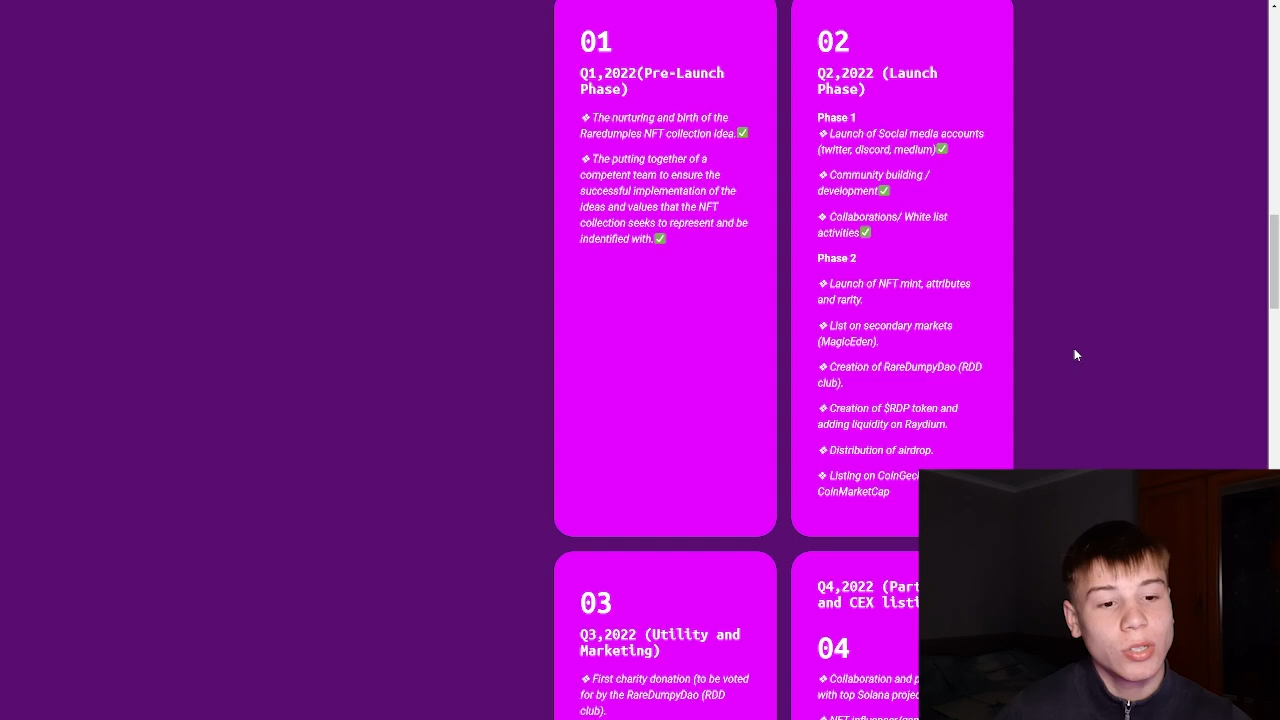 01
Q1,2022(Pre-Launch
Phase)
❖ The nurturing and birth of the
Raredumples NFT collection idea.✅
❖ The putting together of a
competent team to ensure the
successful implementation of the
ideas and values that the NFT
collection seeks to represent and be
indentified with.✅
02
Q2,2022 (Launch
Phase)
Phase 1
❖ Launch of Social media accounts
(twitter, discord, medium)✅
❖ Community building /
development✅
❖ Collaborations/ White list
activities✅
Phase 2
❖ Launch of NFT mint, attributes
and rarity.
❖ List on secondary markets
(MagicEden).
❖ Creation of RareDumpyDao (RDD
club).
❖ Creation of $RDP token and
adding liquidity on Raydium.
❖ Distribution of airdrop.
❖ Listing on
CoinMarketCap
03
Q3,2022 (Utility and
Marketing)
❖ First charity donation (to be voted
for by the RareDumpyDao (RDD
club).
Q4,2022
and CEX
04
❖ Collaboration and
with top Solana